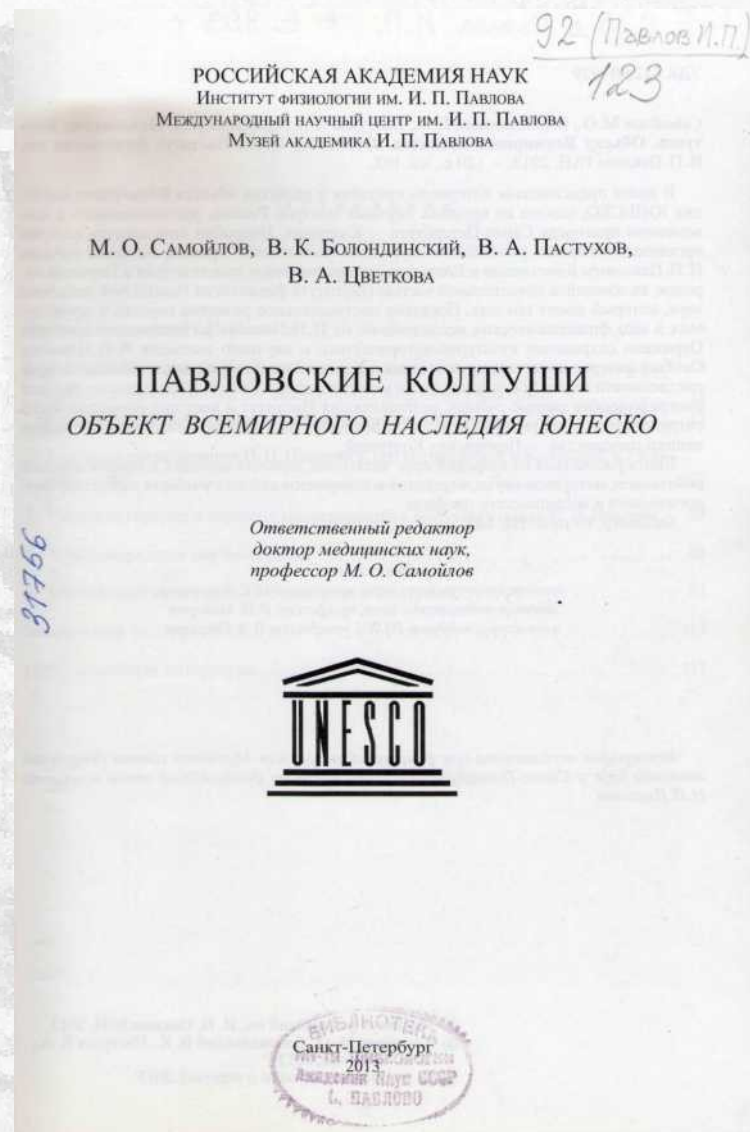 92 (Павлов И.П.)
123
РОССИЙСКАЯ АКАДЕМИЯ НАУК
Институт физиологии им. И. П. Павлова
Международный научный центр им. И. П. Павлова
Музей академика И. П. Павлова
М. О. Самойлов, В. К. Болондинский, В. А. Пастухов,
В. А. Цветкова
ПАВЛОВСКИЕ КОЛТУШИ
ОБЪЕКТ ВСЕМИРНОГО НАСЛЕДИЯ ЮНЕСКО
31766
Ответственный редактор
доктор медицинских наук,
профессор М. О. Самойлов
UNESCO
Санкт-Петербург
2013
БИБЛИОТЕКА
Академии Наук СССР
ПАВЛОВО